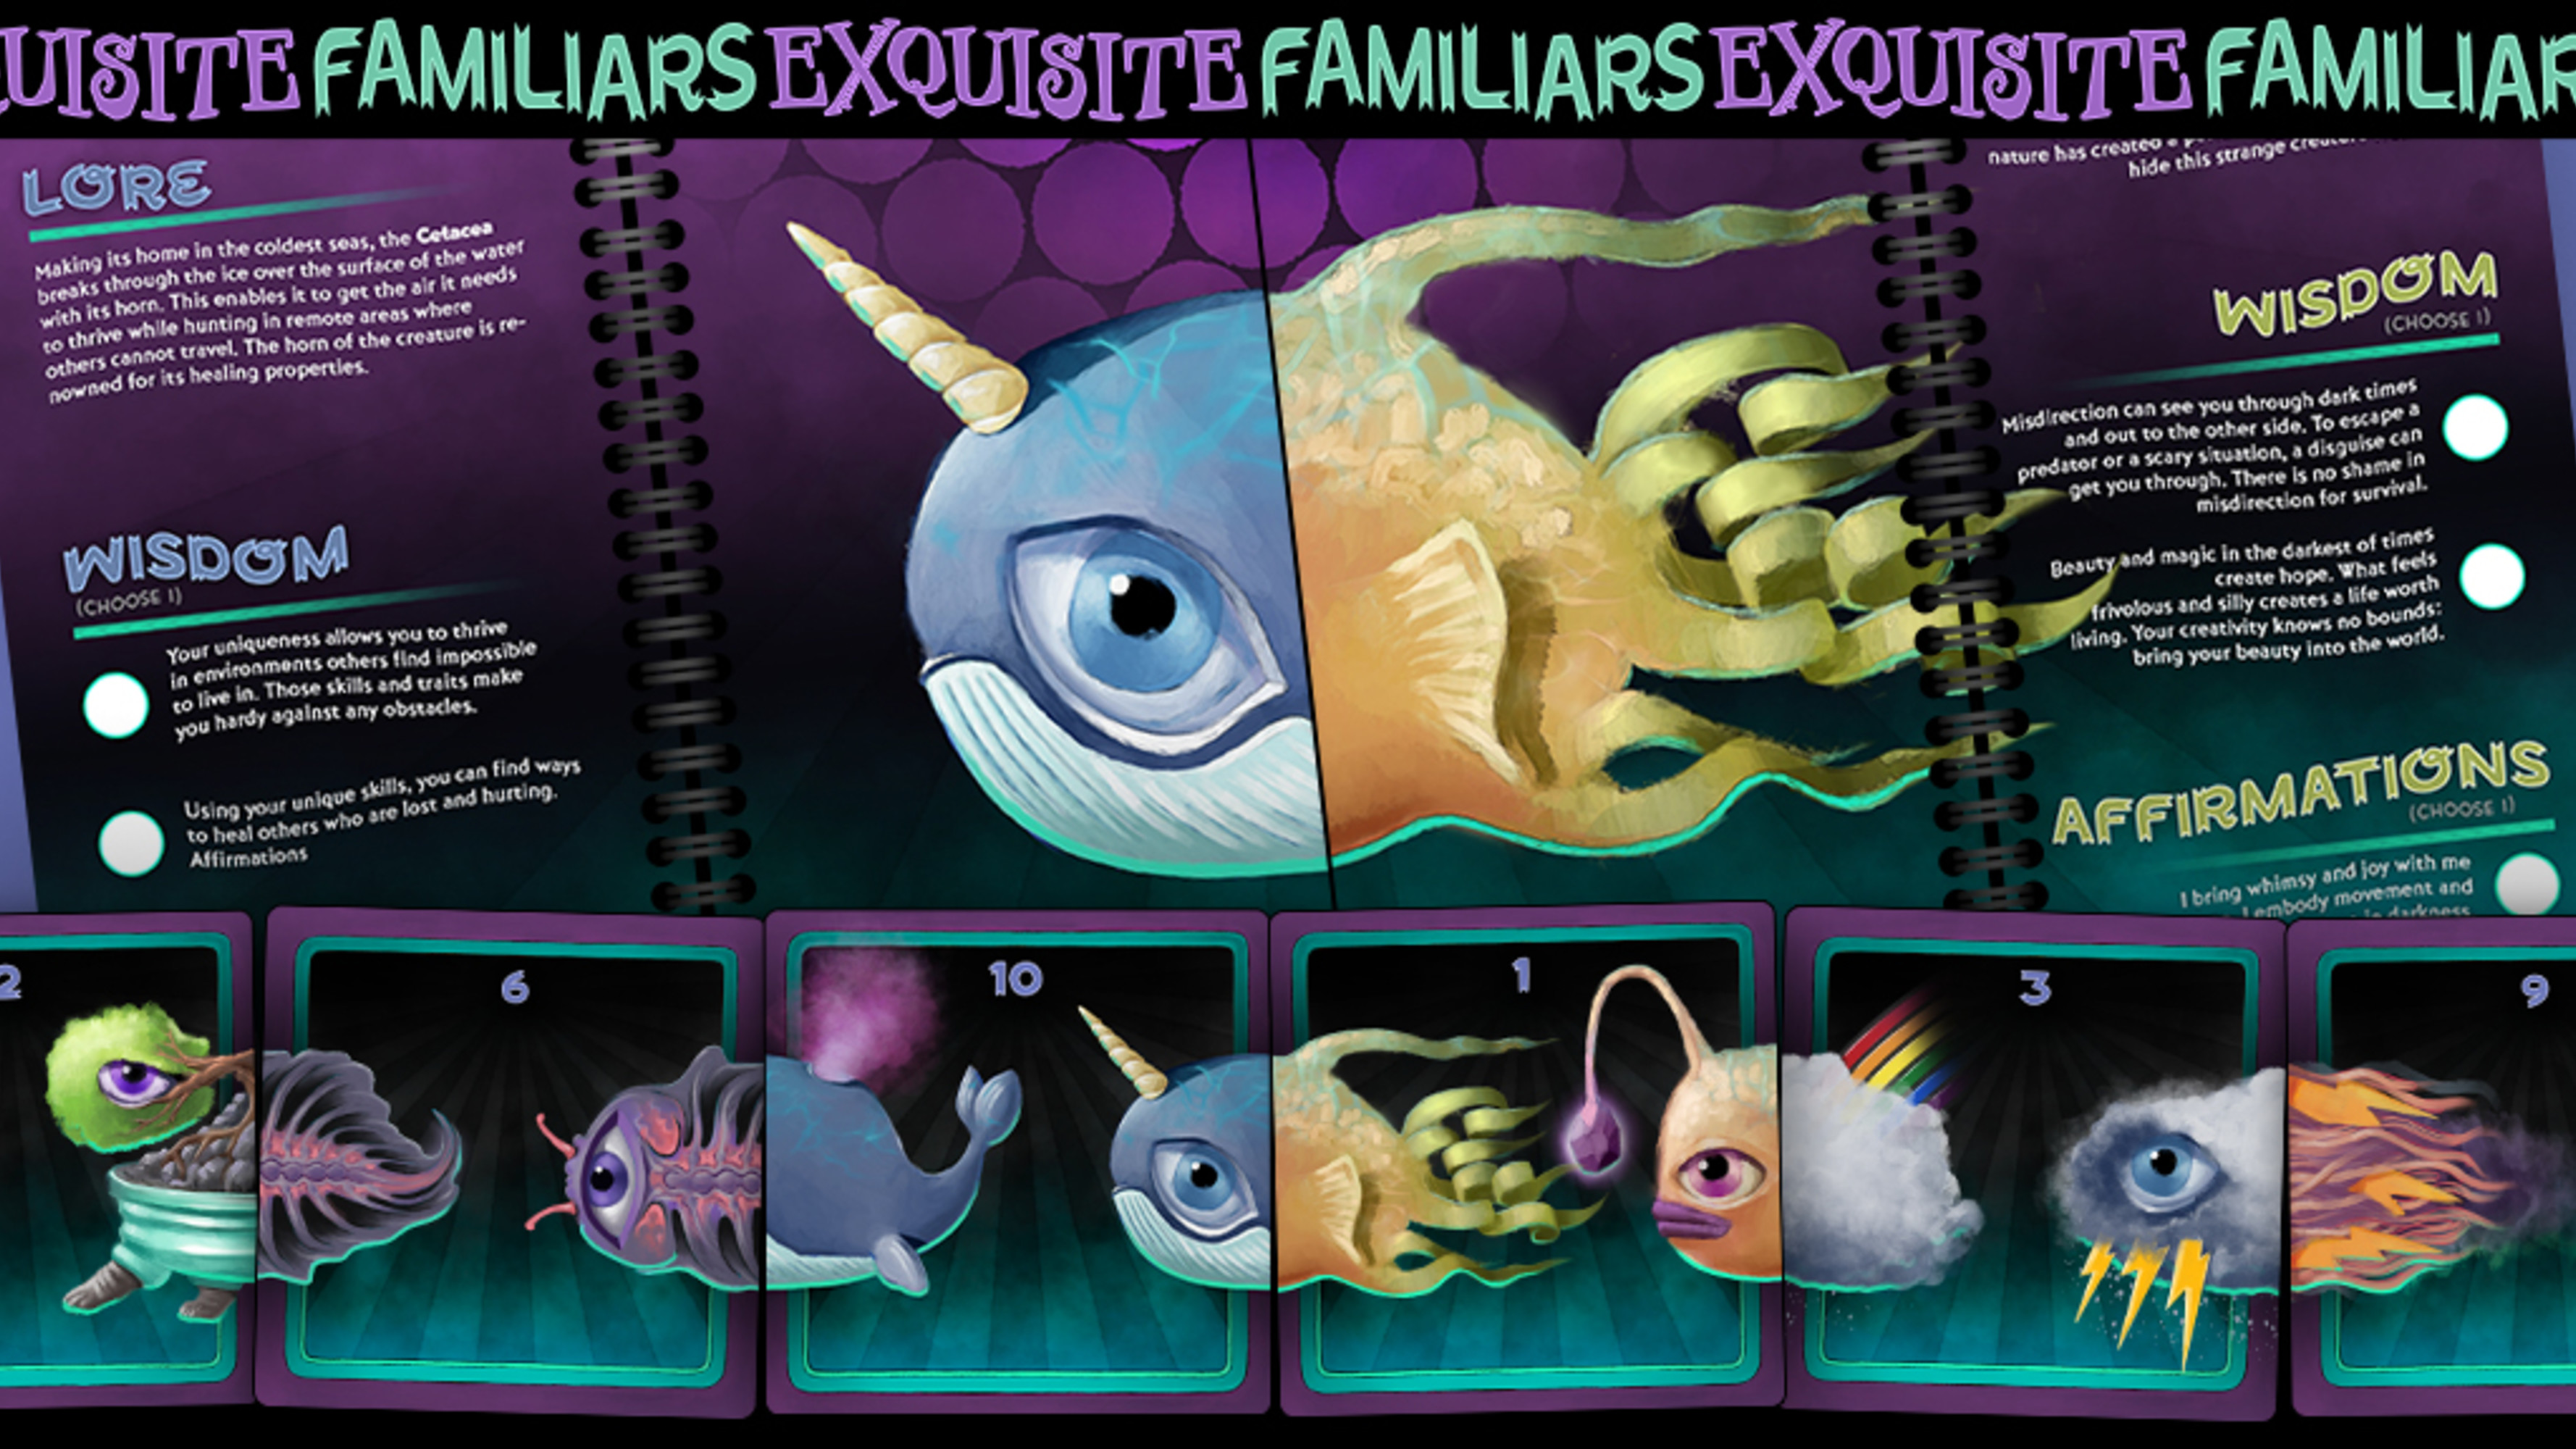 UISITE FAMILIARS EXQUISITE FAMILIARS EXQUISITE FAMILIAR
LORE
Making its home in the coldest seas, the Cetacea
breaks through the ice over the surface of the water
with its horn. This enables it to get the air it needs
to thrive while hunting in remote areas where
others cannot travel. The horn of the creature is re-
nowned for its healing properties.
WISDOM
(CHOOSE 1)
Your uniqueness allows you to thrive
in environments others find impossible
to live in. Those skills and traits make
you hardy against any obstacles.
Using your unique skills, you can find ways
to heal others who are lost and hurting.
Affirmations
nature has created a
hide this strange
WISDOM
(CHOOSE 1)
Misdirection can see you through dark times
and out to the other side. To escape a
predator or a scary situation, a disguise can
get you through. There is no shame in
misdirection for survival.
Beauty and magic in the darkest of times
create hope. What feels
frivolous and silly creates a life worth
living. Your creativity knows no bounds:
bring your beauty into the world.
AFFIRMATIONS
(CHOOSE 1)
I bring whimsy and joy with me
I embody movement and
in darkness
2
6
10
1
3
9